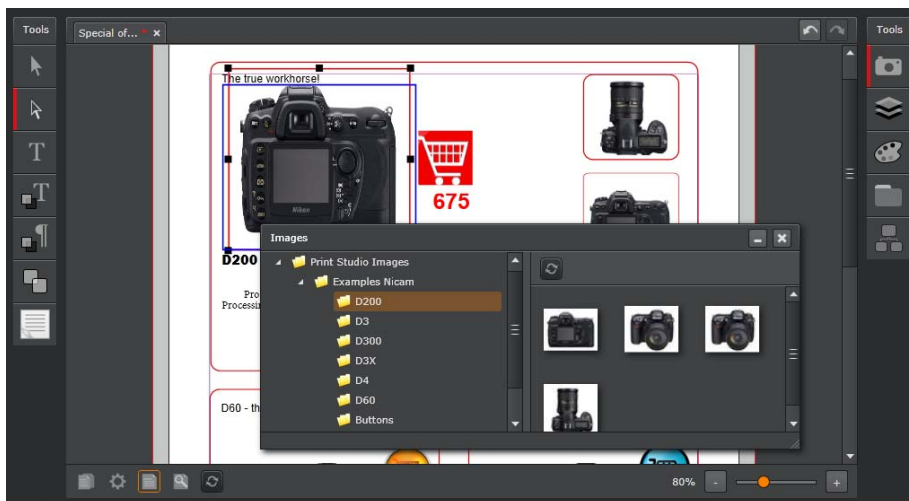 Tools
Special of... * ×
Tools
The true workhorse!
Nikon
675
Images
D200
Print Studio Images
Examples Nicam
Pro
Processin
D200
D3
D300
D3X
D4
D60
Buttons
D60 - th
80%